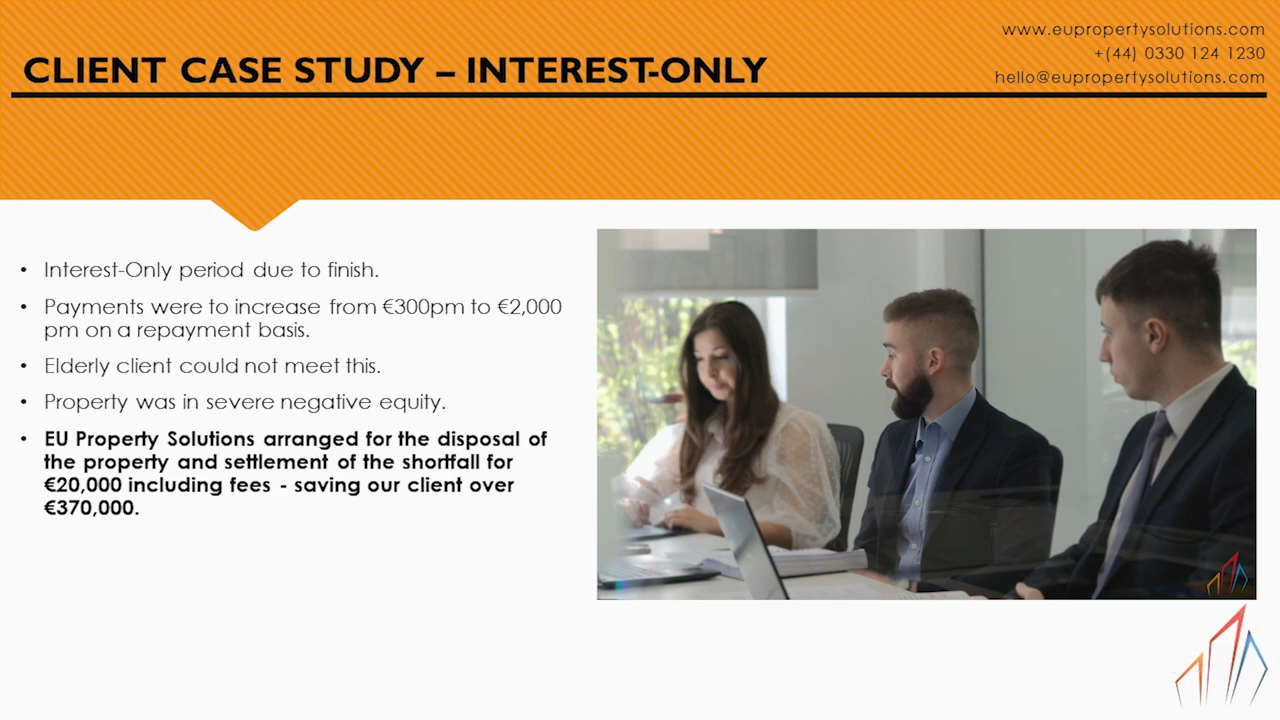 CLIENT CASE STUDY – INTEREST-ONLY
www.eupropertysolutions.com
+(44) 0330 124 1230
hello@eupropertysolutions.com
• Interest-Only period due to finish.
• Payments were to increase from €300pm to €2,000
pm on a repayment basis.
• Elderly client could not meet this.
• Property was in severe negative equity.
• EU Property Solutions arranged for the disposal of
the property and settlement of the shortfall for
€20,000 including fees - saving our client over
€370,000.